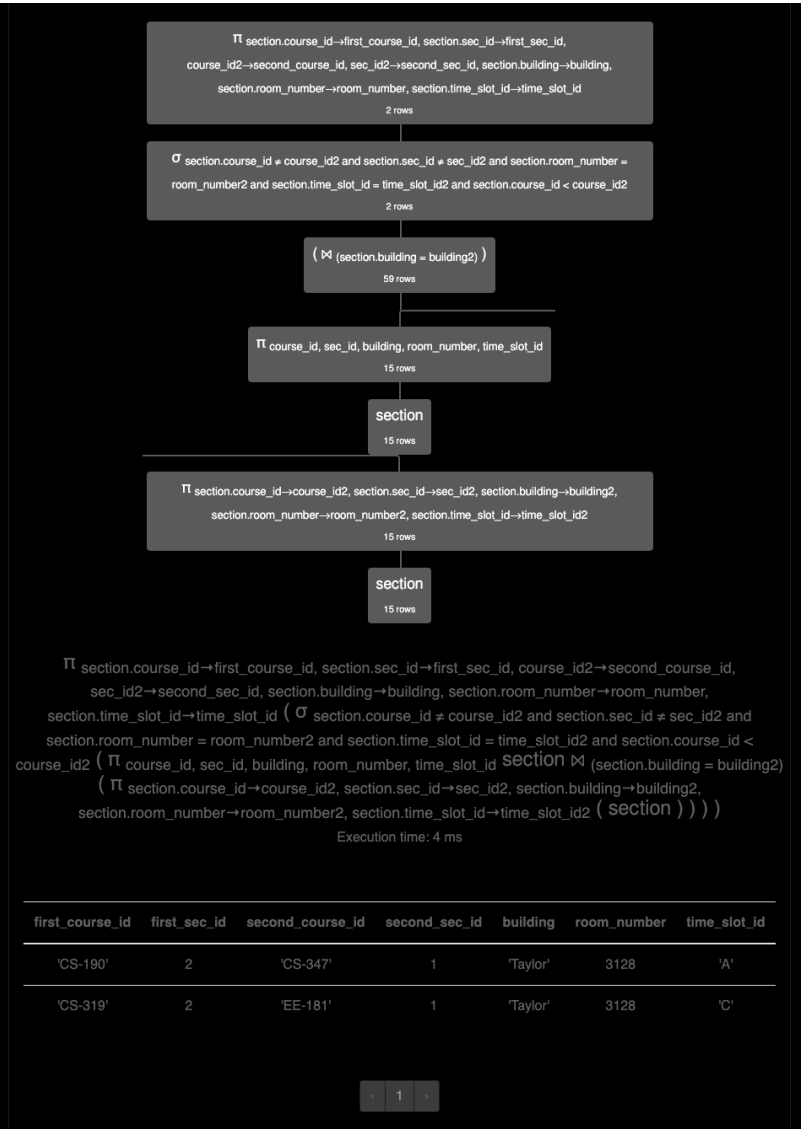 π section.course_id→first_course_id, section.sec_id→first_sec_id,
course_id2→second_course_id, sec_id2→second_sec_id, section.building→building,
section.room_number→room_number, section.time_slot_id→time_slot_id
2 rows
σ section.course_id ≠ course_id2 and section.sec_id ≠ sec_id2 and section.room_number =
room_number2 and section.time_slot_id = time_slot_id2 and section.course_id < course_id2
2 rows
( ⋈ (section.building = building2) )
59 rows
π course_id, sec_id, building, room_number, time_slot_id
15 rows
section
15 rows
π section.course_id→course_id2, section.sec_id→sec_id2, section.building→building2,
section.room_number→room_number2, section.time_slot_id→time_slot_id2
15 rows
section
15 rows
π section.course_id→first_course_id, section.sec_id→first_sec_id, course_id2→second_course_id,
sec_id2→second_sec_id, section.building→building, section.room_number→room_number,
section.time_slot_id→time_slot_id ( σ section.course_id ≠ course_id2 and section.sec_id ≠ sec_id2 and
section.room_number = room_number2 and section.time_slot_id = time_slot_id2 and section.course_id <
course_id2 ( π course_id, sec_id, building, room_number, time_slot_id section ⋈ (section.building = building2)
( π section.course_id→course_id2, section.sec_id→sec_id2, section.building→building2,
section.room_number→room_number2, section.time_slot_id→time_slot_id2 ( section ) ) ) )
Execution time: 4 ms
first_course_id first_sec_id second_course_id second_sec_id building room_number time_slot_id
'CS-190' 2 'CS-347' 1 'Taylor' 3128 'A'
'CS-319' 2 'EE-181' 1 'Taylor' 3128 'C'
‹ 1 ›